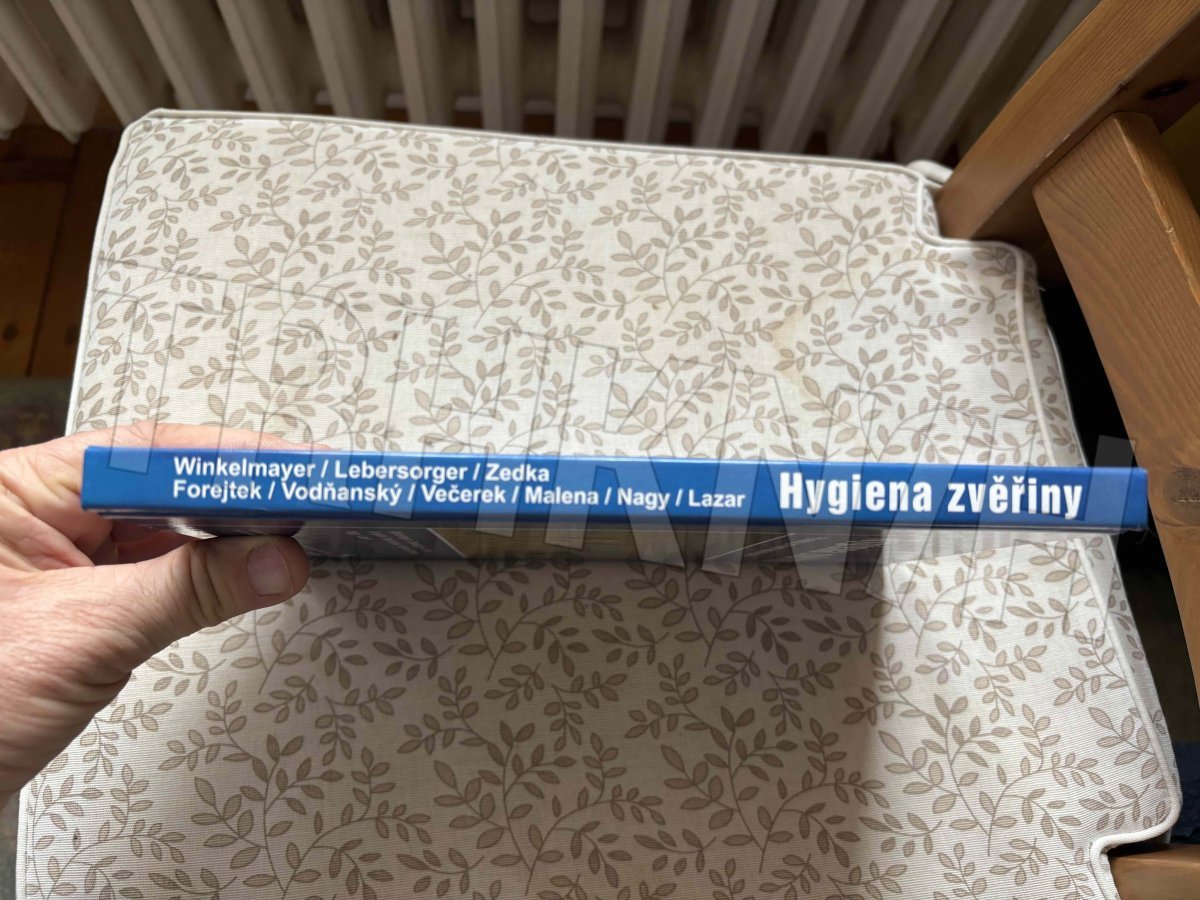 Winkelmayer / Lebersorger / Zedka
Forejtek / Vodňanský / Večerek / Malena / Nagy / Lazar
Hygiena zvěřiny